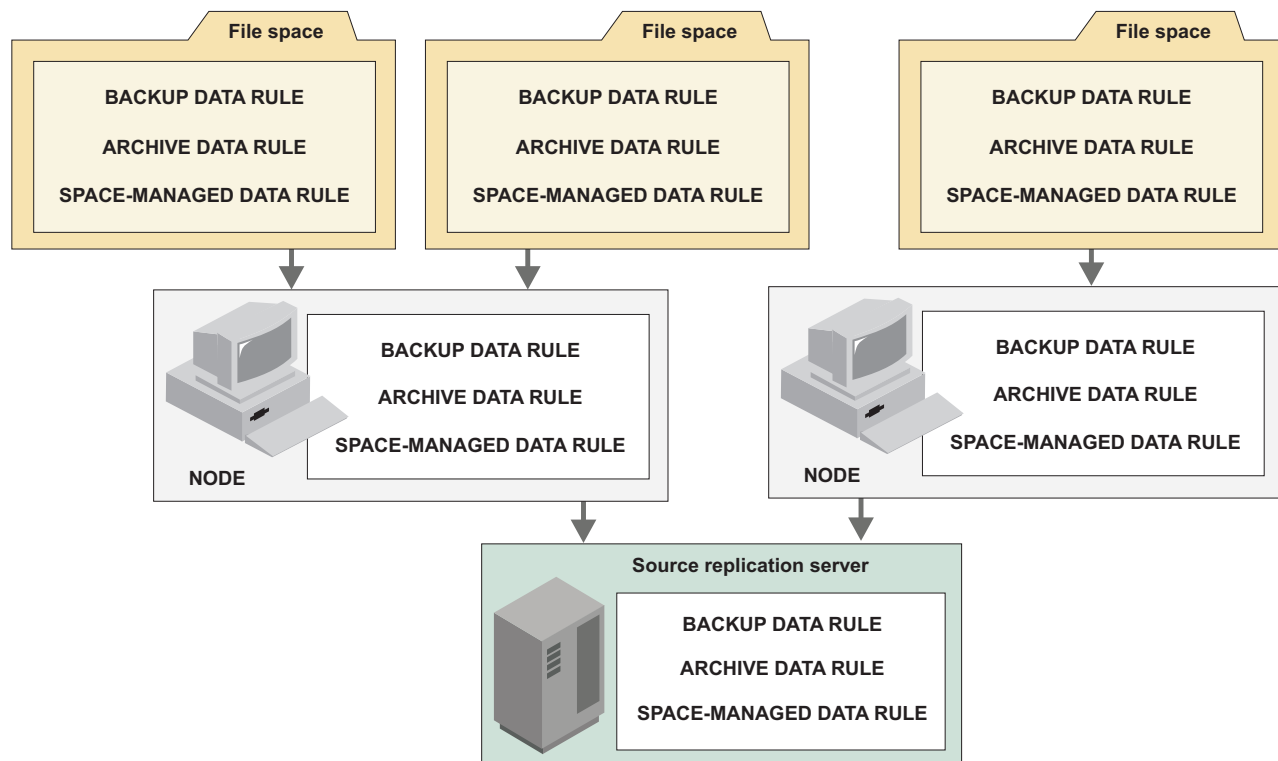 File space
BACKUP DATA RULE
ARCHIVE DATA RULE
SPACE-MANAGED DATA RULE
File space
BACKUP DATA RULE
ARCHIVE DATA RULE
SPACE-MANAGED DATA RULE
File space
BACKUP DATA RULE
ARCHIVE DATA RULE
SPACE-MANAGED DATA RULE
BACKUP DATA RULE
ARCHIVE DATA RULE
SPACE-MANAGED DATA RULE
NODE
BACKUP DATA RULE
ARCHIVE DATA RULE
SPACE-MANAGED DATA RULE
NODE
Source replication server
BACKUP DATA RULE
ARCHIVE DATA RULE
SPACE-MANAGED DATA RULE